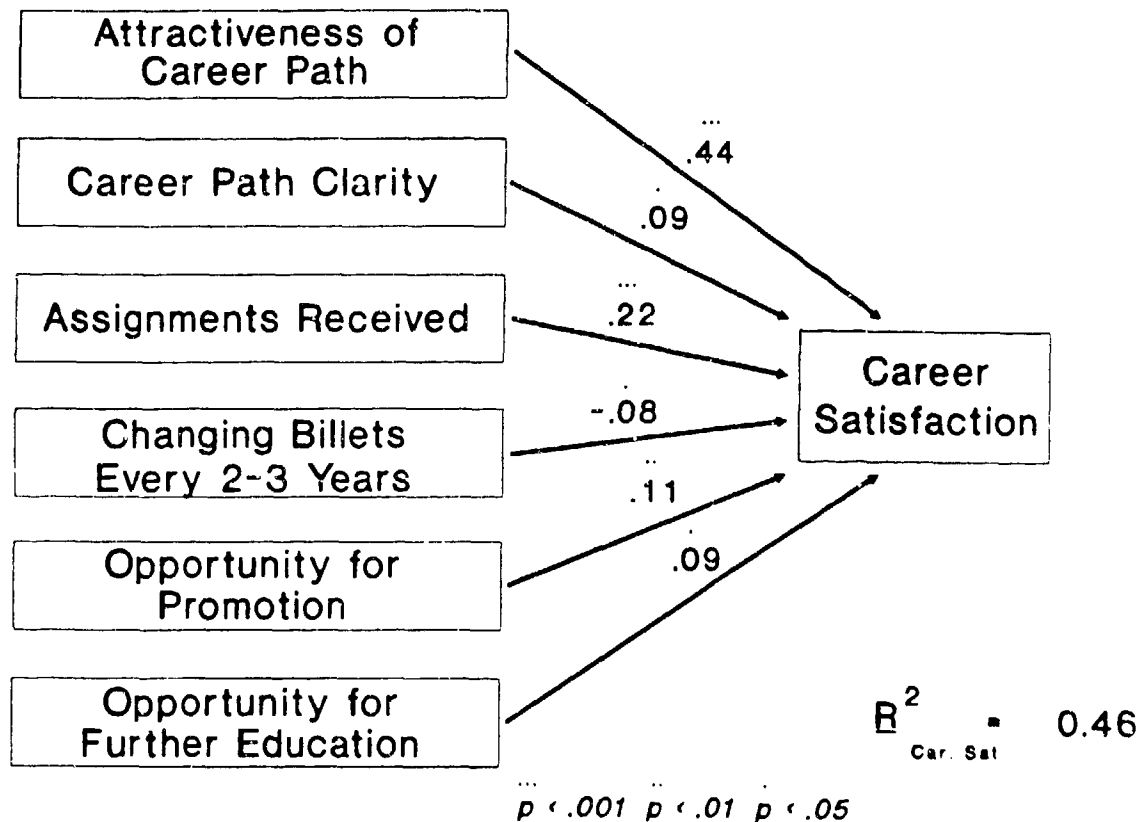 Attractiveness of
Career Path
...
.44
Career Path Clarity
.
.09
Assignments Received
...
.22
Career
Satisfaction
Changing Billets
Every 2-3 Years
.
-.08
Opportunity for
Promotion
..
.11
Opportunity for
Further Education
.
.09
R² Car. Sat = 0.46
... p < .001 .. p < .01 . p < .05